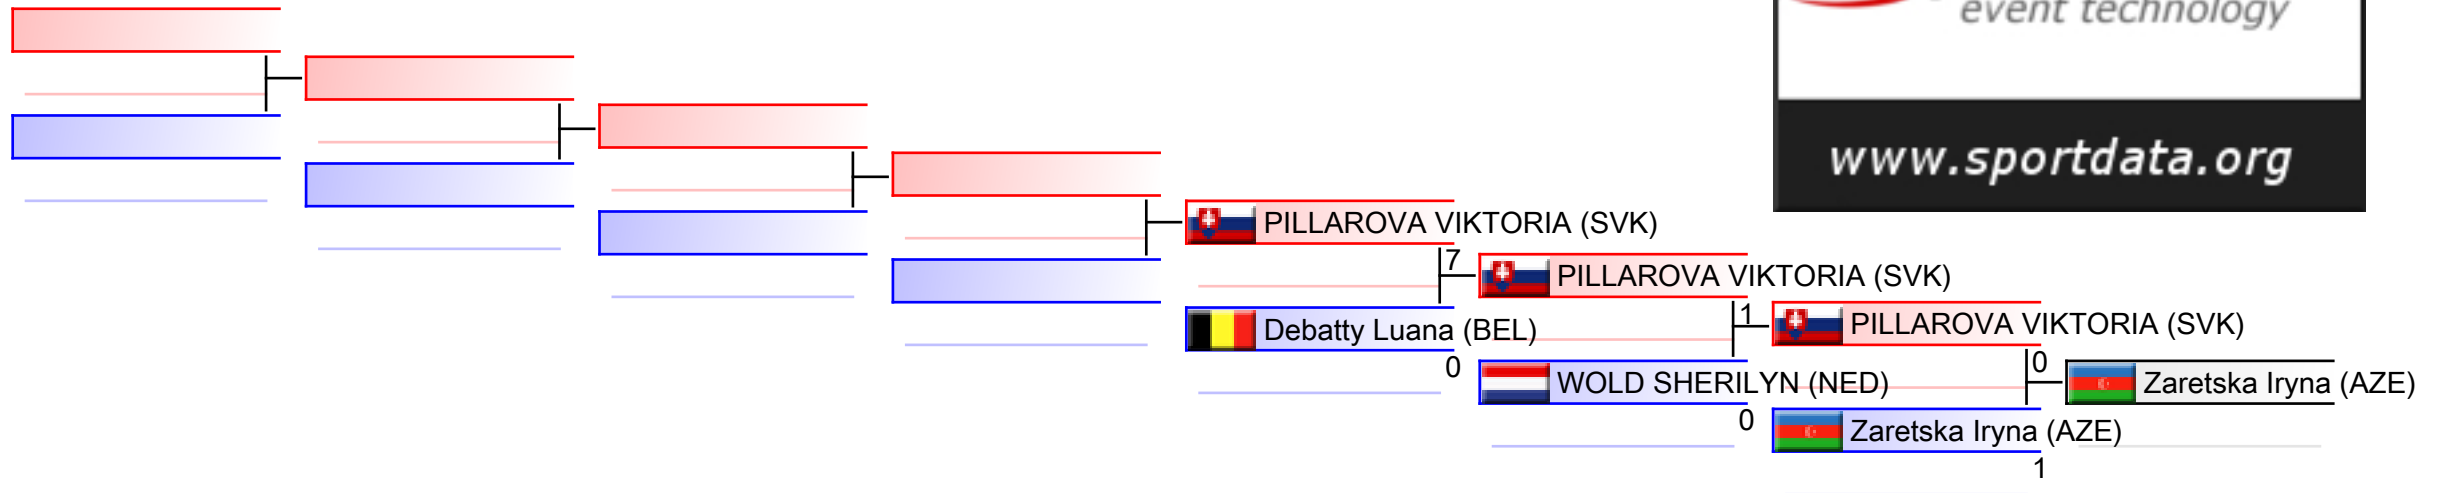 event technology
www.sportdata.org
PILLAROVA VIKTORIA (SVK)
7
PILLAROVA VIKTORIA (SVK)
Debatty Luana (BEL)
0
1
PILLAROVA VIKTORIA (SVK)
WOLD SHERILYN (NED)
0
0
Zaretska Iryna (AZE)
Zaretska Iryna (AZE)
1